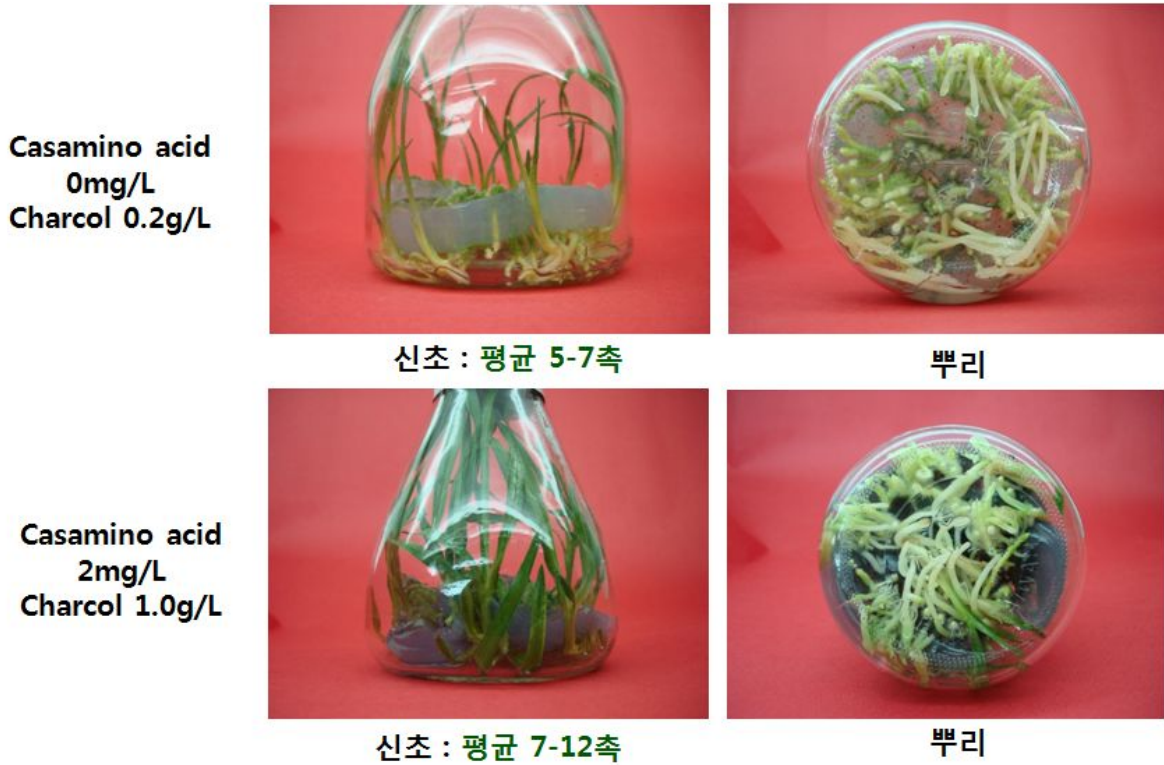 Casamino acid
0mg/L
Charcol 0.2g/L
신초 : 평균 5-7촉
뿌리
Casamino acid
2mg/L
Charcol 1.0g/L
신초 : 평균 7-12촉
뿌리